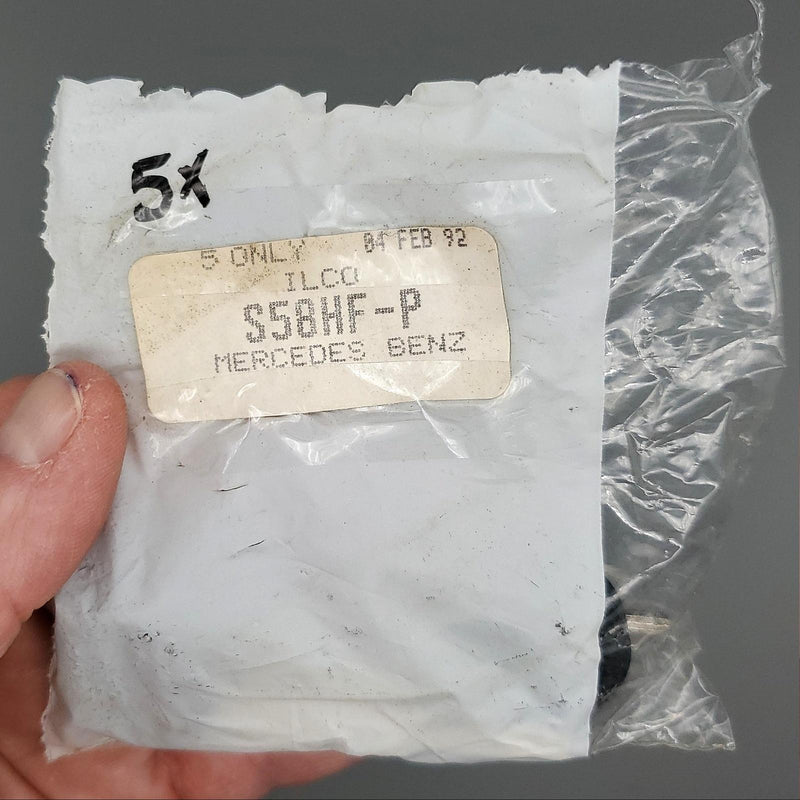 5x
5 ONLY 04 FEB 92
ILCO
S58HF-P
MERCEDES BENZ